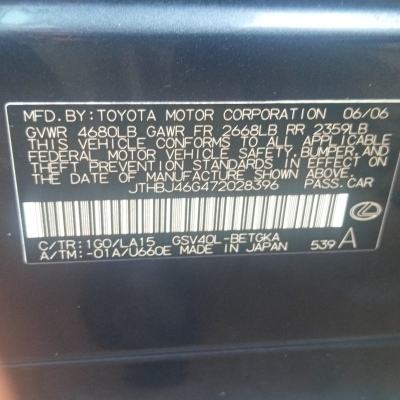 MFD. BY: TOYOTA MOTOR CORPORATION 06/06
GVWR 4680LB GAWR FR 2668LB RR 2359LB
THIS VEHICLE CONFORMS TO ALL APPLICABLE
FEDERAL MOTOR VEHICLE SAFETY, BUMPER, AND
THEFT PREVENTION STANDARDS IN EFFECT ON
THE DATE OF MANUFACTURE SHOWN ABOVE.
JTHBJ46G472028396 PASS. CAR
C/TR: 1G0/LA15 GSV40L-BETGKA
A/TM: -01A/U660E MADE IN JAPAN 539 A